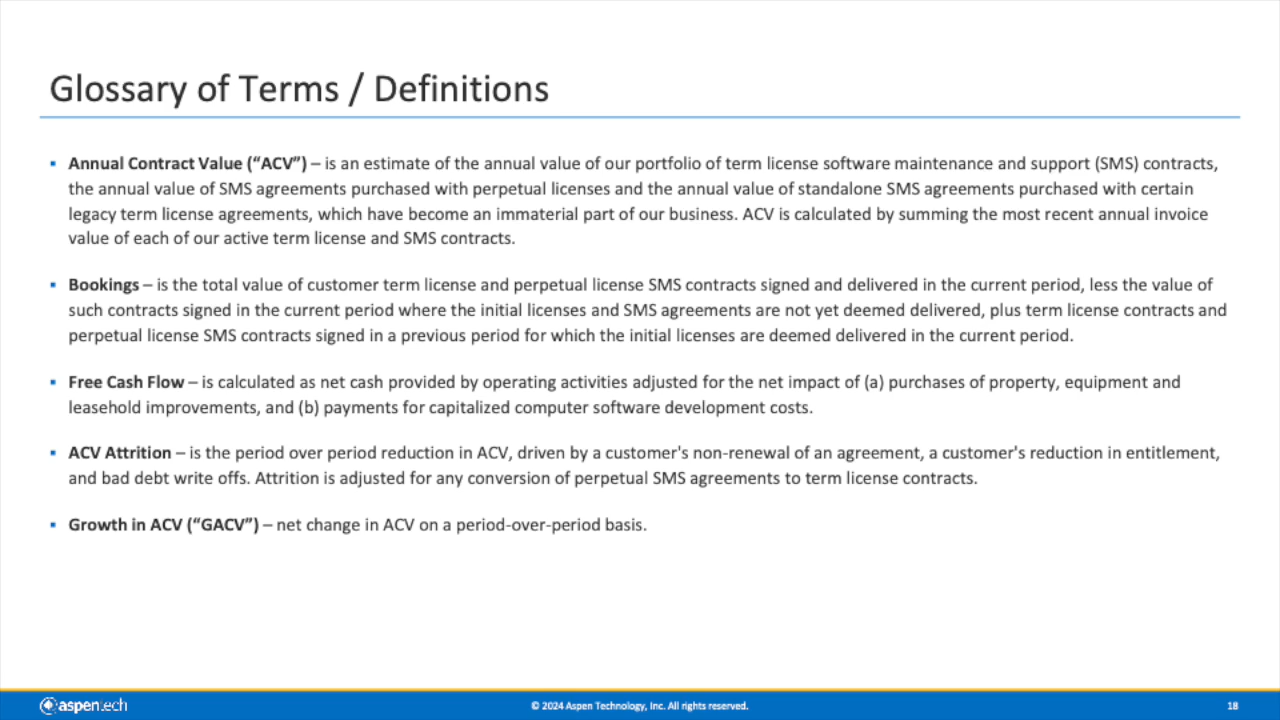 Glossary of Terms / Definitions
▪ Annual Contract Value (“ACV”) – is an estimate of the annual value of our portfolio of term license software maintenance and support (SMS) contracts,
the annual value of SMS agreements purchased with perpetual licenses and the annual value of standalone SMS agreements purchased with certain
legacy term license agreements, which have become an immaterial part of our business. ACV is calculated by summing the most recent annual invoice
value of each of our active term license and SMS contracts.
▪ Bookings – is the total value of customer term license and perpetual license SMS contracts signed and delivered in the current period, less the value of
such contracts signed in the current period where the initial licenses and SMS agreements are not yet deemed delivered, plus term license contracts and
perpetual license SMS contracts signed in a previous period for which the initial licenses are deemed delivered in the current period.
▪ Free Cash Flow – is calculated as net cash provided by operating activities adjusted for the net impact of (a) purchases of property, equipment and
leasehold improvements, and (b) payments for capitalized computer software development costs.
▪ ACV Attrition – is the period over period reduction in ACV, driven by a customer's non-renewal of an agreement, a customer's reduction in entitlement,
and bad debt write offs. Attrition is adjusted for any conversion of perpetual SMS agreements to term license contracts.
▪ Growth in ACV (“GACV”) – net change in ACV on a period-over-period basis.
aspentech
© 2024 Aspen Technology, Inc. All rights reserved.
18